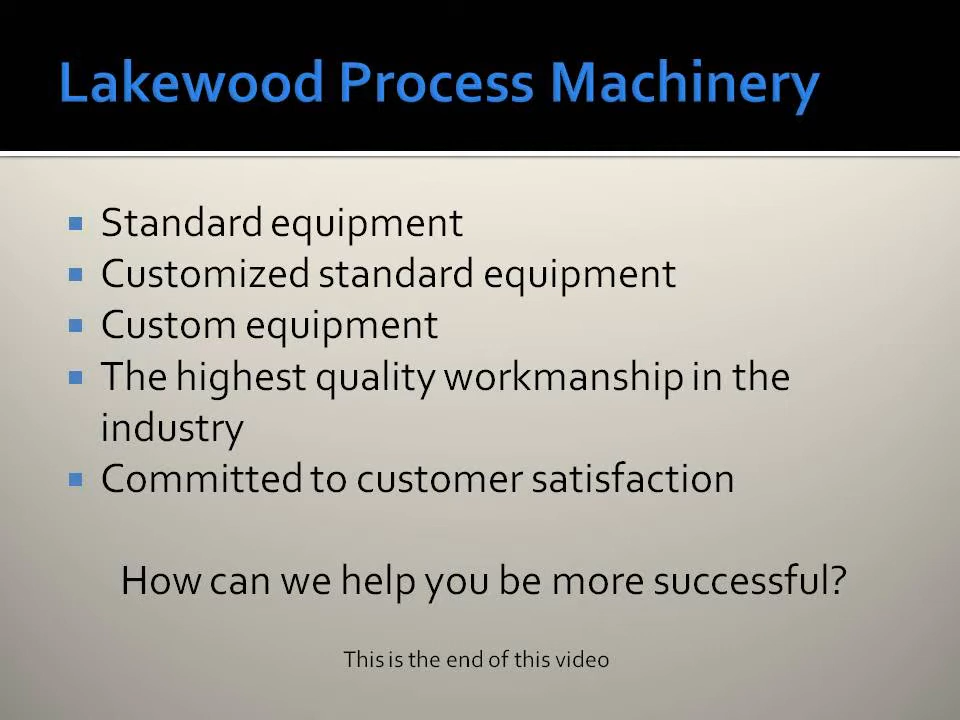 Lakewood Process Machinery
Standard equipment
Customized standard equipment
Custom equipment
The highest quality workmanship in the
industry
Committed to customer satisfaction
How can we help you be more successful?
This is the end of this video